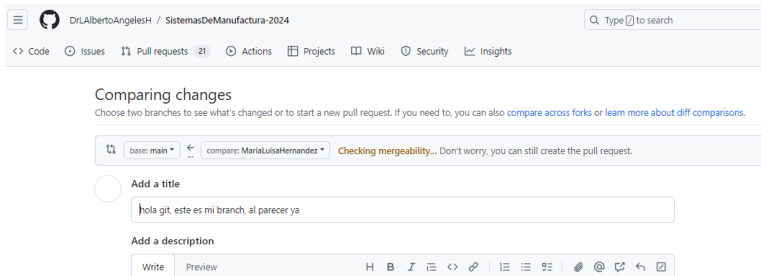 DrLAlbertoAngelesH / SistemasDeManufactura-2024
Type / to search
Code Issues Pull requests 21 Actions Projects Wiki Security Insights
Comparing changes
Choose two branches to see what's changed or to start a new pull request. If you need to, you can also compare across forks or learn more about diff comparisons.
base: main ... compare: MariaLuisaHernandez Checking mergeability... Don't worry, you can still create the pull request.
Add a title
hola git, este es mi branch, al parecer ya
Add a description
Write Preview H B I